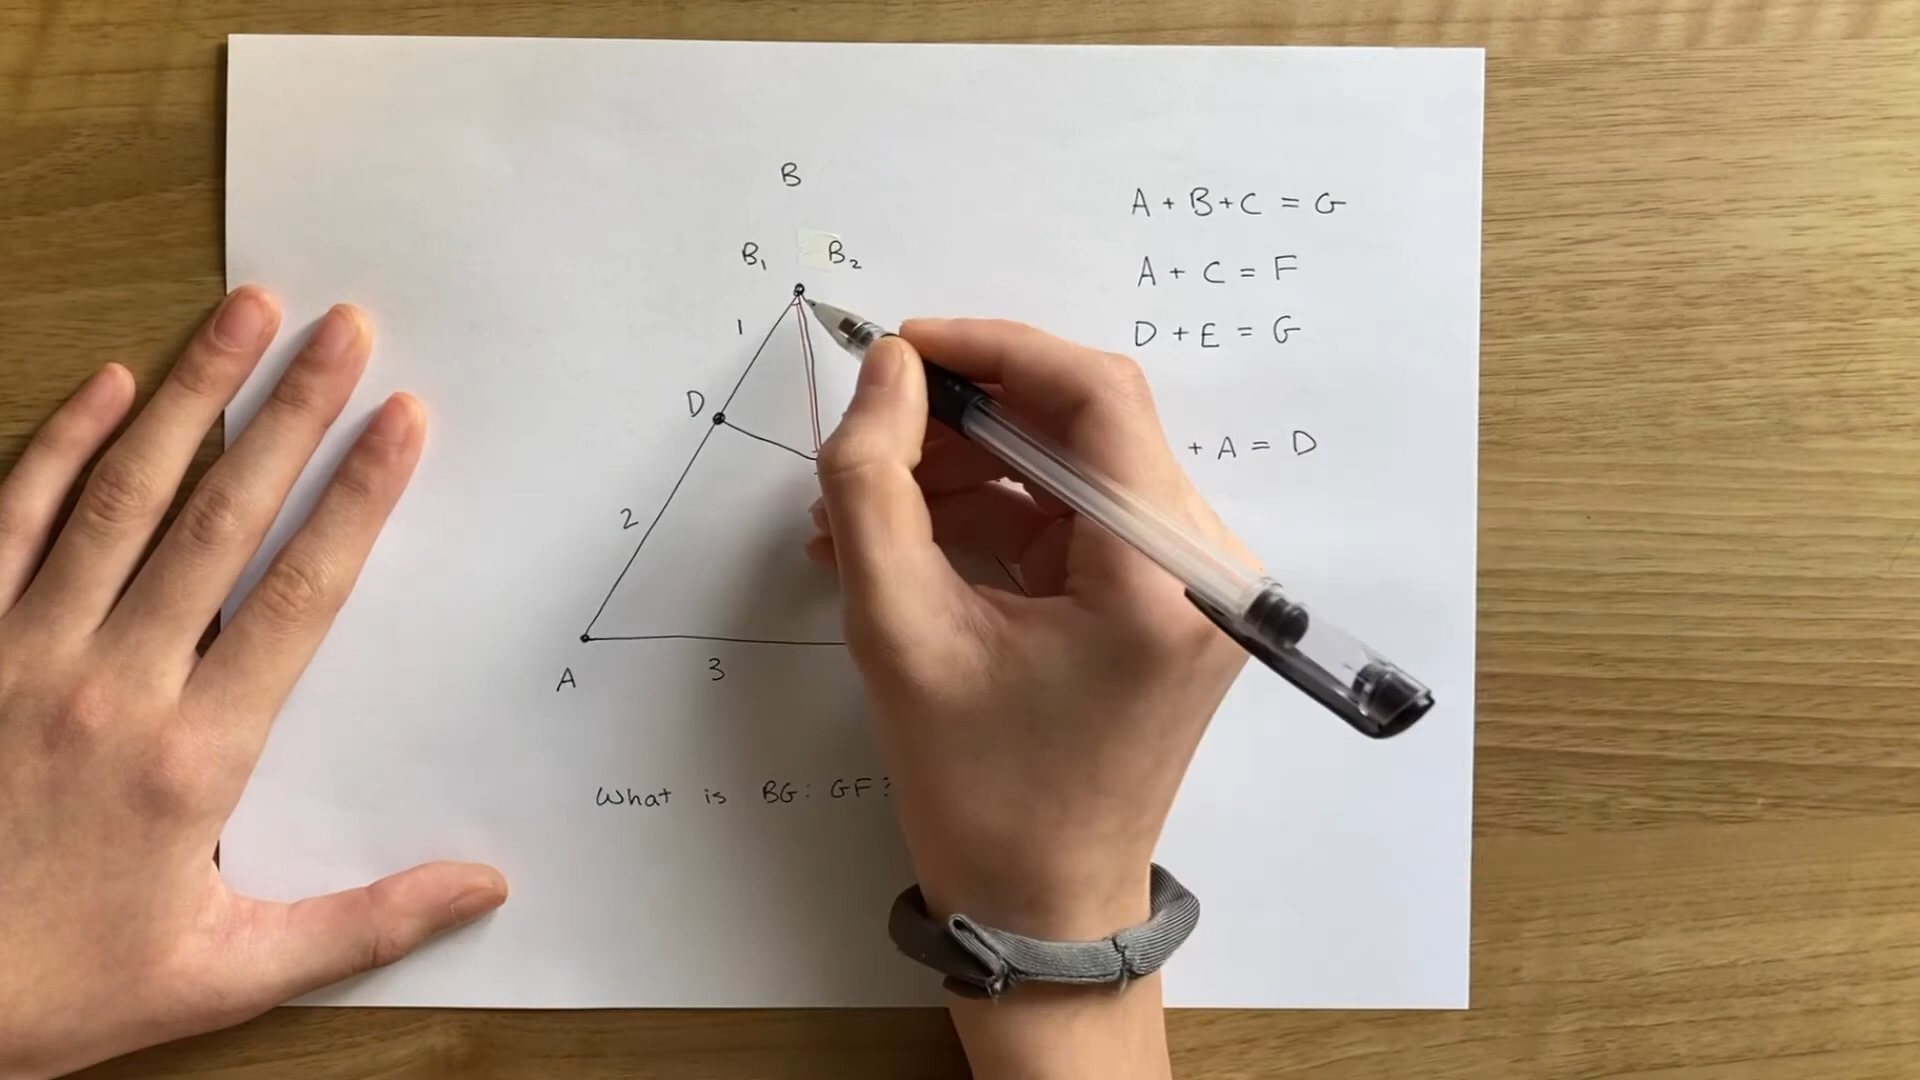 B
B₁ B₂
1
D
2
A
3
What is BG: GF?
A + B + C = G
A + C = F
D + E = G
+ A = D